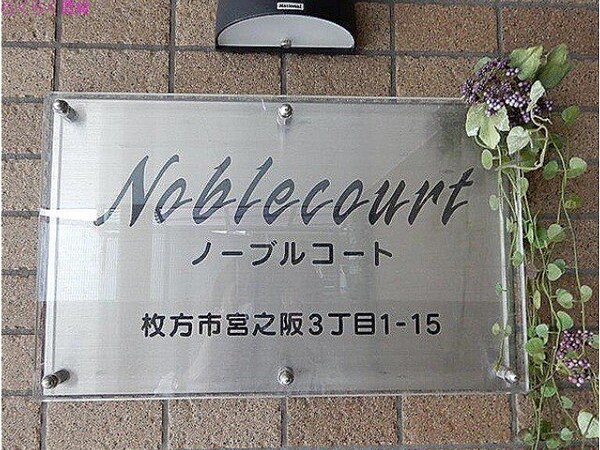 National
Noblecourt
ノーブルコート
枚方市宮之阪3丁目1-15